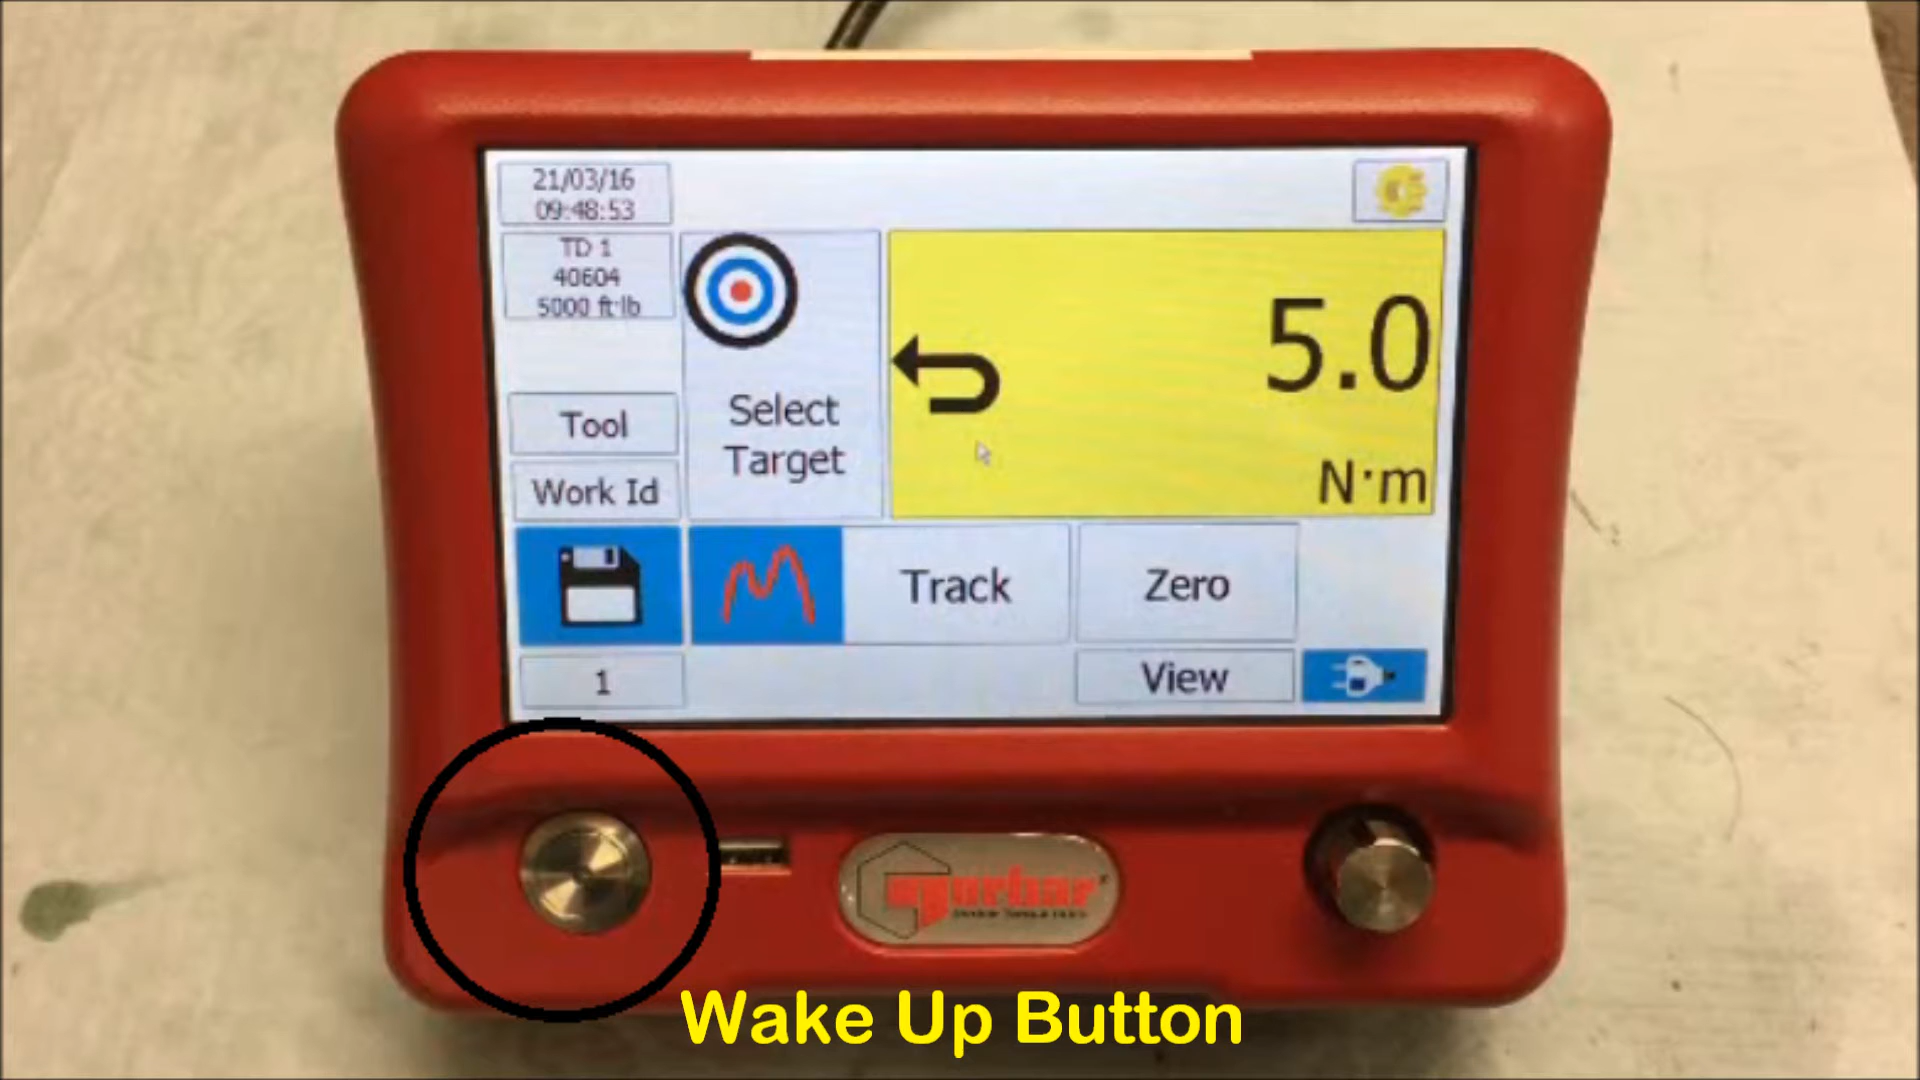 21/03/16
09:48:53
TD 1
40604
5000 ft·lb
Select
Target
5.0
N·m
Tool
Work Id
Track
Zero
1
View
Norbar
Wake Up Button